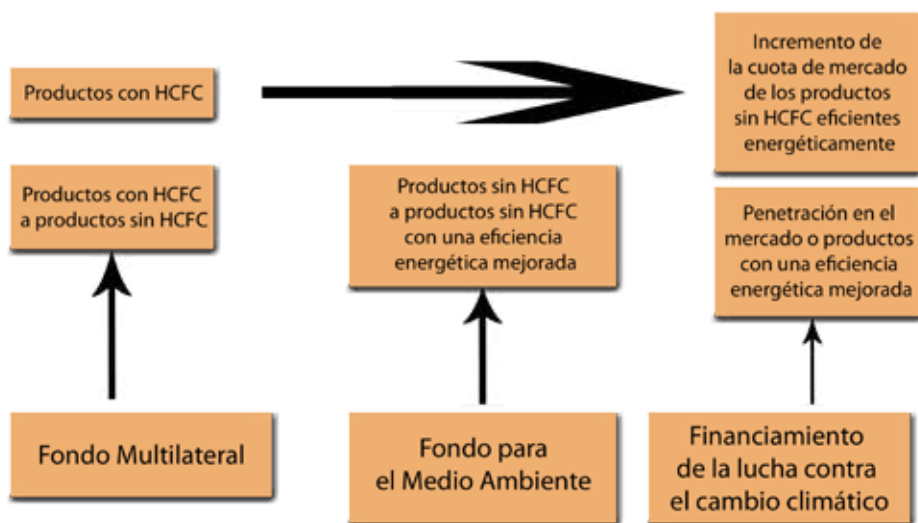 Productos con HCFC
Incremento de
la cuota de mercado
de los productos
sin HCFC eficientes
energéticamente
Productos con HCFC
a productos sin HCFC
Productos sin HCFC
a productos sin HCFC
con una eficiencia
energética mejorada
Penetración en el
mercado o productos
con una eficiencia
energética mejorada
Fondo Multilateral
Fondo para
el Medio Ambiente
Financiamiento
de la lucha contra
el cambio climático